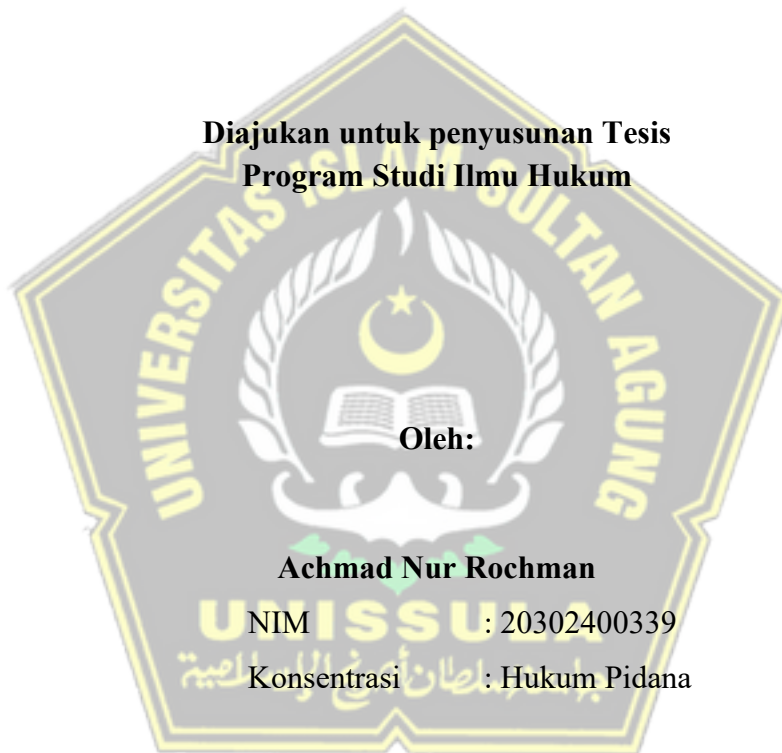 Diajukan untuk penyusunan Tesis
Program Studi Ilmu Hukum
UNIVERSITAS ISLAM SULTAN AGUNG
Oleh:
Achmad Nur Rochman
NIM : 20302400339
UNISSULA
Konsentrasi : Hukum Pidana